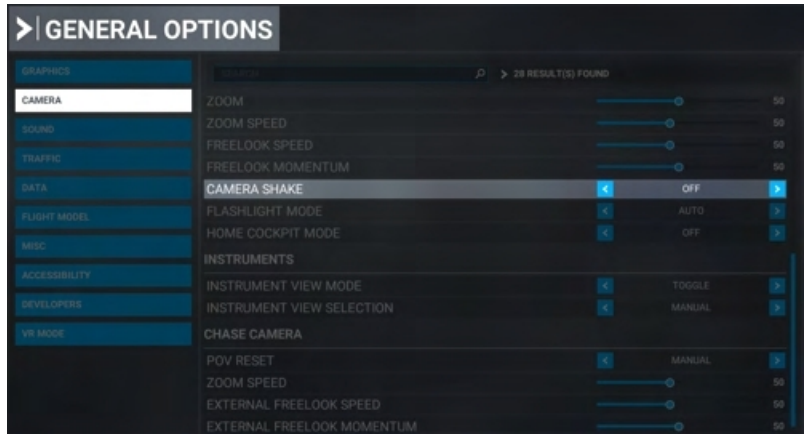 > GENERAL OPTIONS
GRAPHICS
CAMERA
SOUND
TRAFFIC
DATA
FLIGHT MODEL
MISC
ACCESSIBILITY
DEVELOPERS
VR MODE
SEARCH > 28 RESULT(S) FOUND
ZOOM 50
ZOOM SPEED 50
FREELOOK SPEED 50
FREELOOK MOMENTUM 50
CAMERA SHAKE < OFF >
FLASHLIGHT MODE < AUTO >
HOME COCKPIT MODE < OFF >
INSTRUMENTS
INSTRUMENT VIEW MODE < TOGGLE >
INSTRUMENT VIEW SELECTION < MANUAL >
CHASE CAMERA
POV RESET < MANUAL >
ZOOM SPEED 50
EXTERNAL FREELOOK SPEED 50
EXTERNAL FREELOOK MOMENTUM 50